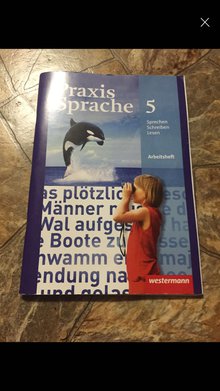 Praxis
Sprache 5
Sprechen
Schreiben
Lesen
Arbeitsheft
as plötzlic
Männer
Wal aufges
e Boote zu
hwamm e
endung na
und gelas
westermann